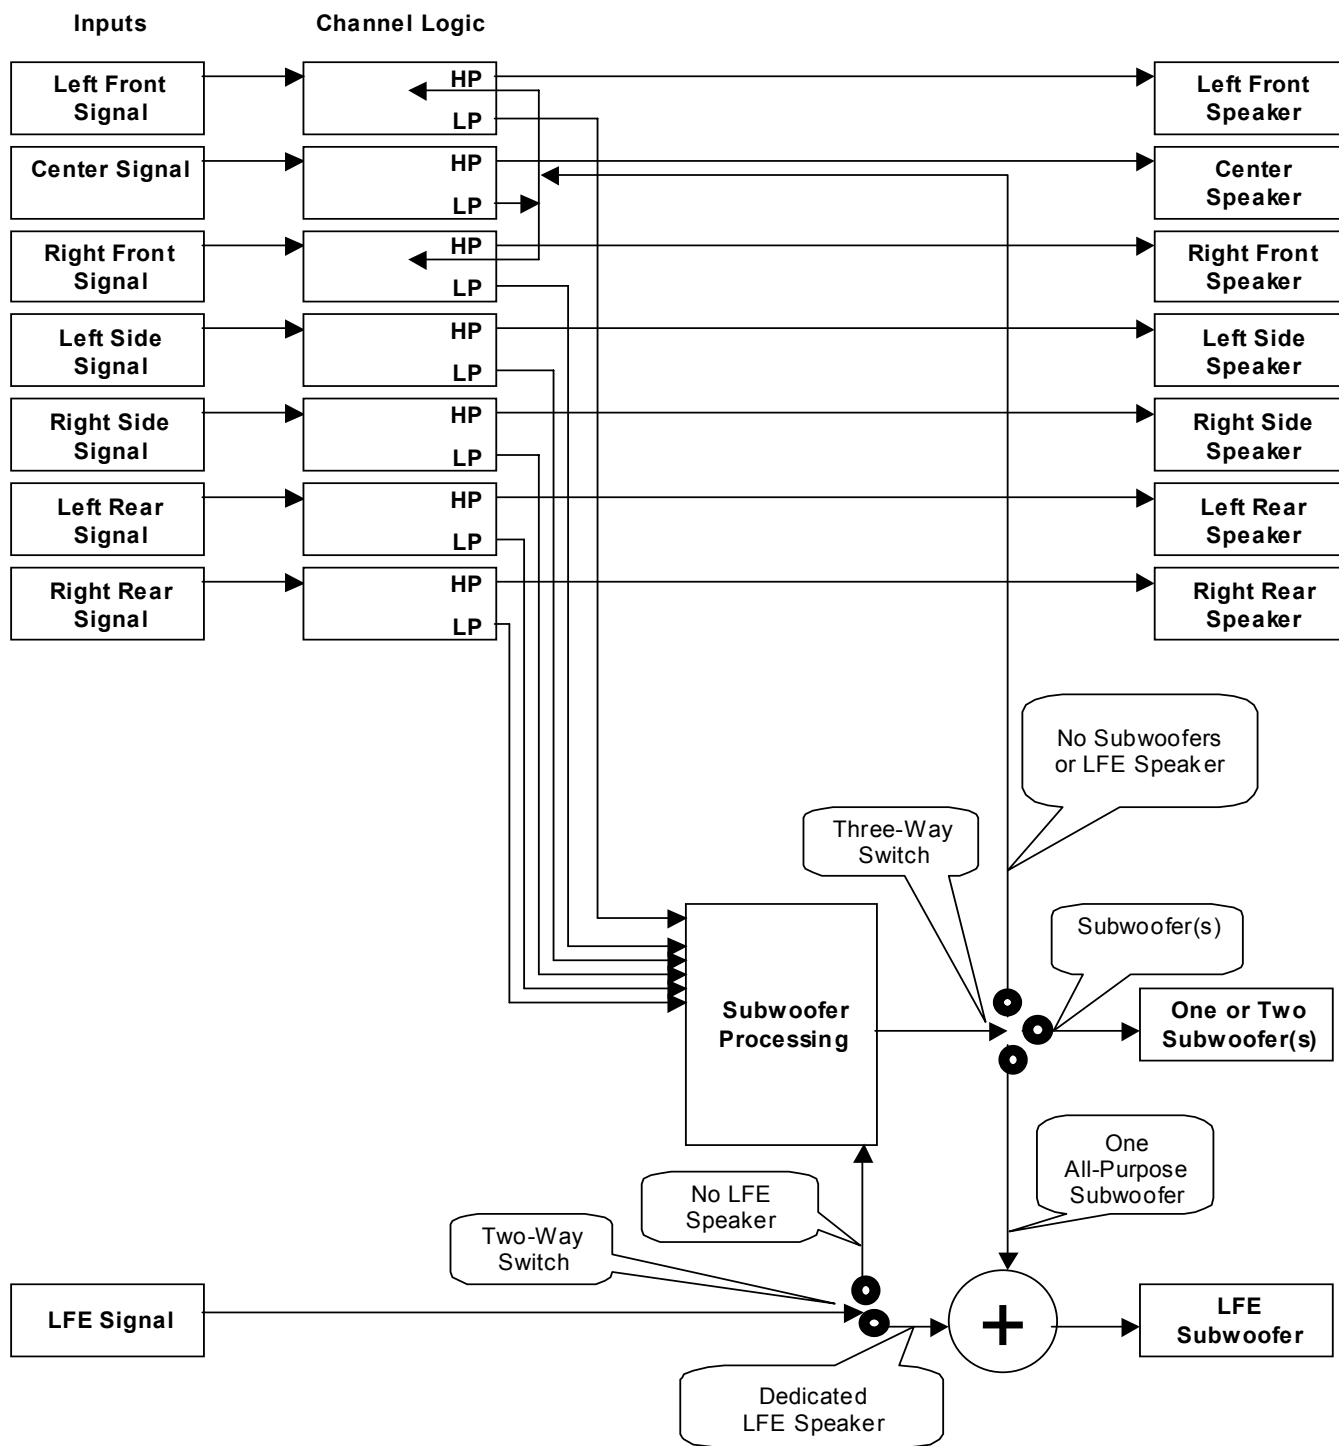 Inputs
Channel Logic
Left Front
Signal
HP
LP
Left Front
Speaker
Center Signal
HP
LP
Center
Speaker
Right Front
Signal
HP
LP
Right Front
Speaker
Left Side
Signal
HP
LP
Left Side
Speaker
Right Side
Signal
HP
LP
Right Side
Speaker
Left Rear
Signal
HP
LP
Left Rear
Speaker
Right Rear
Signal
HP
LP
Right Rear
Speaker
No Subwoofers
or LFE Speaker
Three-Way
Switch
Subwoofer(s)
Subwoofer
Processing
One or Two
Subwoofer(s)
One
All-Purpose
Subwoofer
No LFE
Speaker
Two-Way
Switch
LFE Signal
+
LFE
Subwoofer
Dedicated
LFE Speaker